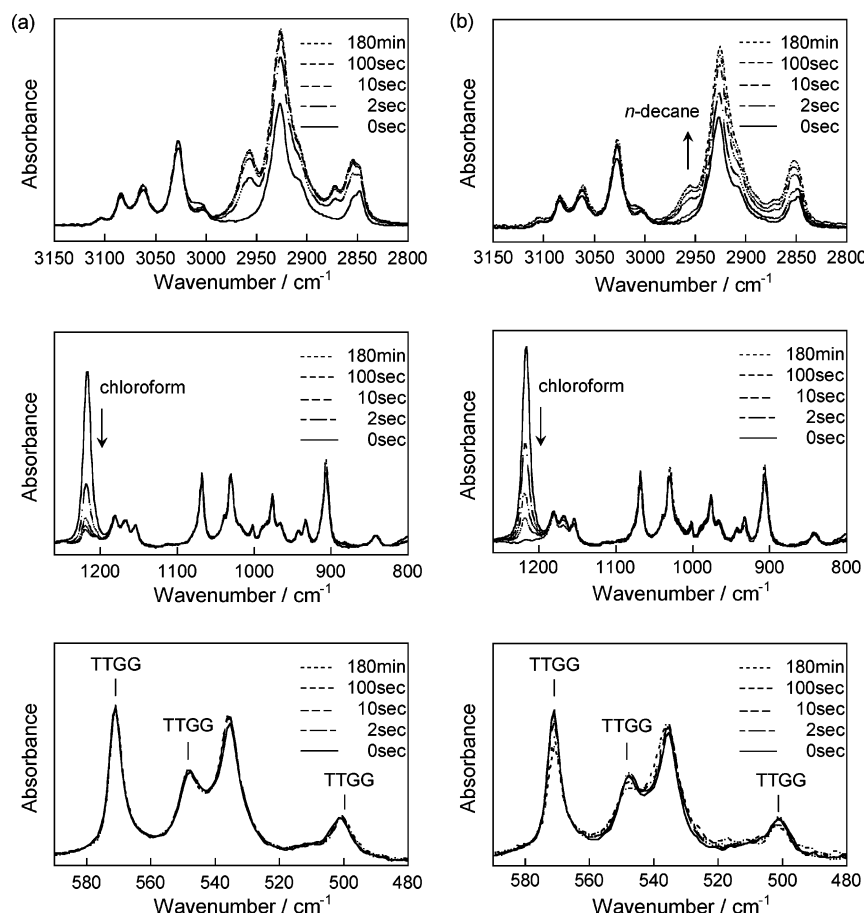 (a)
Absorbance
180min
100sec
10sec
2sec
0sec
3150 3100 3050 3000 2950 2900 2850 2800
Wavenumber / cm-1
(b)
Absorbance
n-decane
180min
100sec
10sec
2sec
0sec
3150 3100 3050 3000 2950 2900 2850 2800
Wavenumber / cm-1
Absorbance
chloroform
180min
100sec
10sec
2sec
0sec
1200 1100 1000 900 800
Wavenumber / cm-1
Absorbance
chloroform
180min
100sec
10sec
2sec
0sec
1200 1100 1000 900 800
Wavenumber / cm-1
Absorbance
TTGG
TTGG
TTGG
180min
100sec
10sec
2sec
0sec
580 560 540 520 500 480
Wavenumber / cm-1
Absorbance
TTGG
TTGG
TTGG
180min
100sec
10sec
2sec
0sec
580 560 540 520 500 480
Wavenumber / cm-1